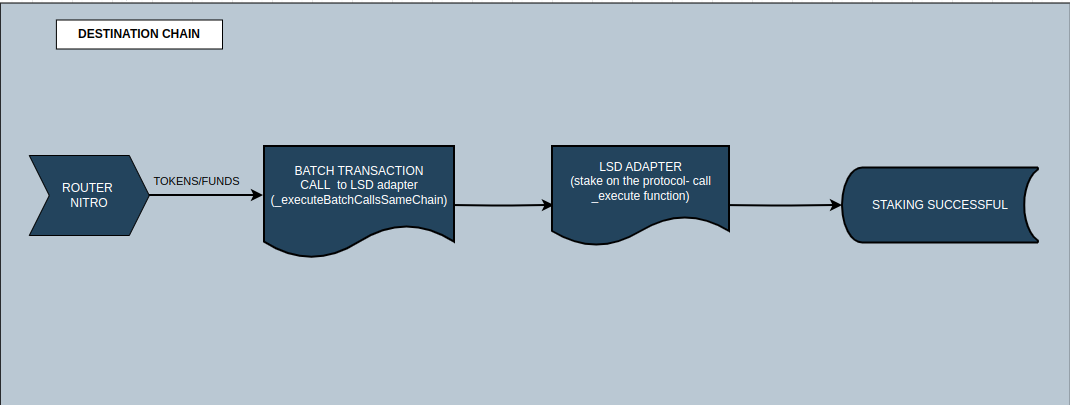 DESTINATION CHAIN
ROUTER
NITRO
TOKENS/FUNDS
BATCH TRANSACTION
CALL to LSD adapter
(_executeBatchCallsSameChain)
LSD ADAPTER
(stake on the protocol- call
_execute function)
STAKING SUCCESSFUL